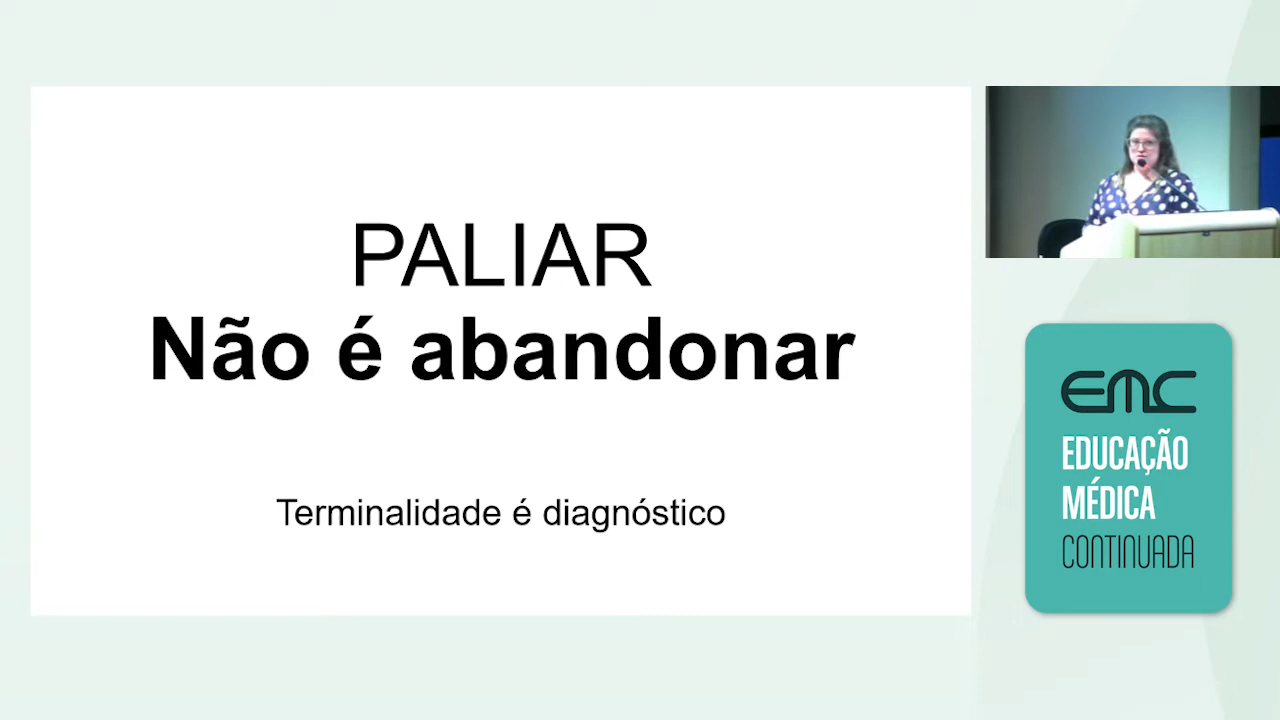 PALIAR
Não é abandonar
Terminalidade é diagnóstico
EMC
EDUCAÇÃO
MÉDICA
CONTINUADA